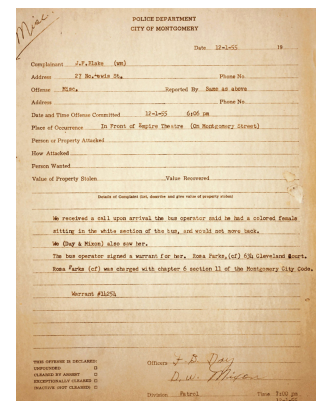 Misc.
POLICE DEPARTMENT
CITY OF MONTGOMERY
Date 12-1-55 19
Complainant J.F. Blake (wm)
Address 27 No. Lewis St. Phone No.
Offense Misc. Reported By Same as above
Address Phone No.
Date and Time Offense Committed 12-1-55 6:06 pm
Place of Occurrence In Front of Empire Theatre (On Montgomery Street)
Person or Property Attacked
How Attacked
Person Wanted
Value of Property Stolen Value Recovered
Details of Complaint (list, describe and give value of property stolen)
We received a call upon arrival the bus operator said he had a colored female
sitting in the white section of the bus, and would not move back.
We (Day & Mixon) also saw her.
The bus operator signed a warrant for her. Rosa Parks, (cf) 634 Cleveland Court.
Rosa Parks (cf) was charged with chapter 6 section 11 of the Montgomery City Code.
Warrant #14254
THIS OFFENSE IS DECLARED:
UNFOUNDED
CLEARED BY ARREST
EXCEPTIONALLY CLEARED
INACTIVE (NOT CLEARED)
Officers F. B. Day
D. W. Mixon
Division Patrol Time 7:00 pm
12-1-55